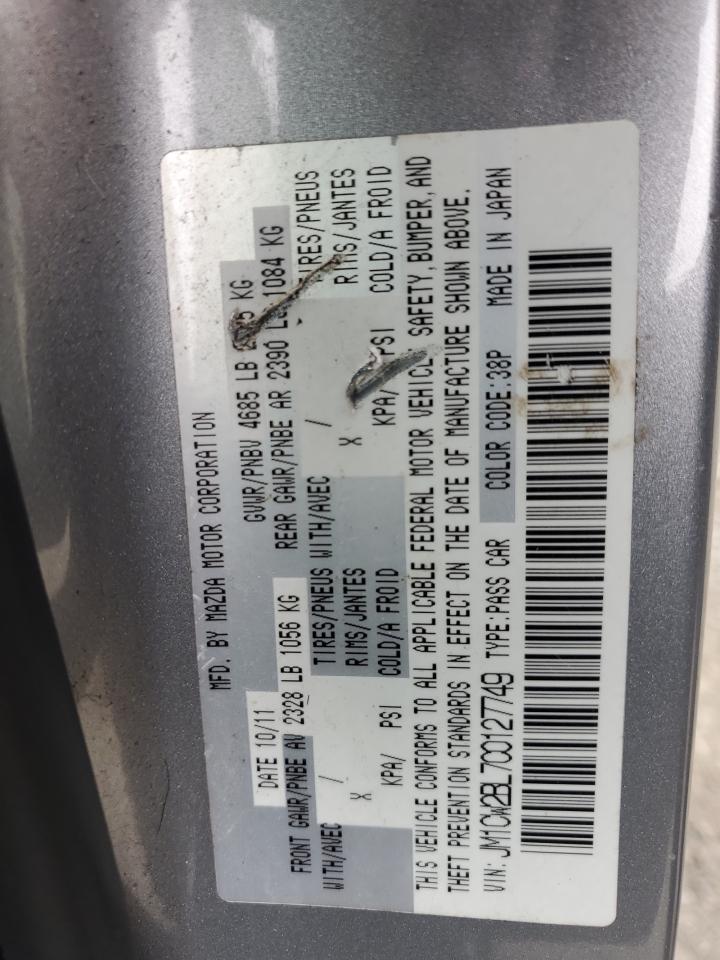 MFD. BY MAZDA MOTOR CORPORATION
DATE 10/11 GVWR/PNBV 4685 LB KG
FRONT GAWR/PNBE AV 2328 LB 1056 KG REAR GAWR/PNBE AR 2390 LB 1084 KG
WITH/AVEC / TIRES/PNEUS WITH/AVEC / TIRES/PNEUS
X RIMS/JANTES X RIMS/JANTES
KPA/ PSI COLD/A FROID KPA/ PSI COLD/A FROID
THIS VEHICLE CONFORMS TO ALL APPLICABLE FEDERAL MOTOR VEHICLE SAFETY, BUMPER, AND
THEFT PREVENTION STANDARDS IN EFFECT ON THE DATE OF MANUFACTURE SHOWN ABOVE.
VIN: JM1CW2BL7C0127749 TYPE:PASS CAR COLOR CODE:38P MADE IN JAPAN